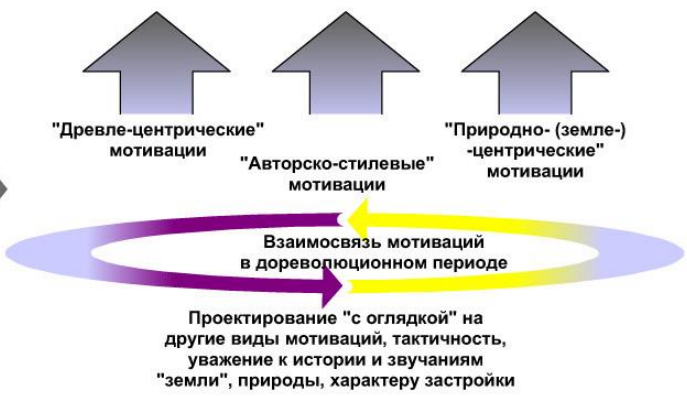 "Древле-центрические"
мотивации
"Авторско-стилевые"
мотивации
"Природно- (земле-)
-центрические"
мотивации
Взаимосвязь мотиваций
в дореволюционном периоде
Проектирование "с оглядкой" на
другие виды мотиваций, тактичность,
уважение к истории и звучаниям
"земли", природы, характеру застройки